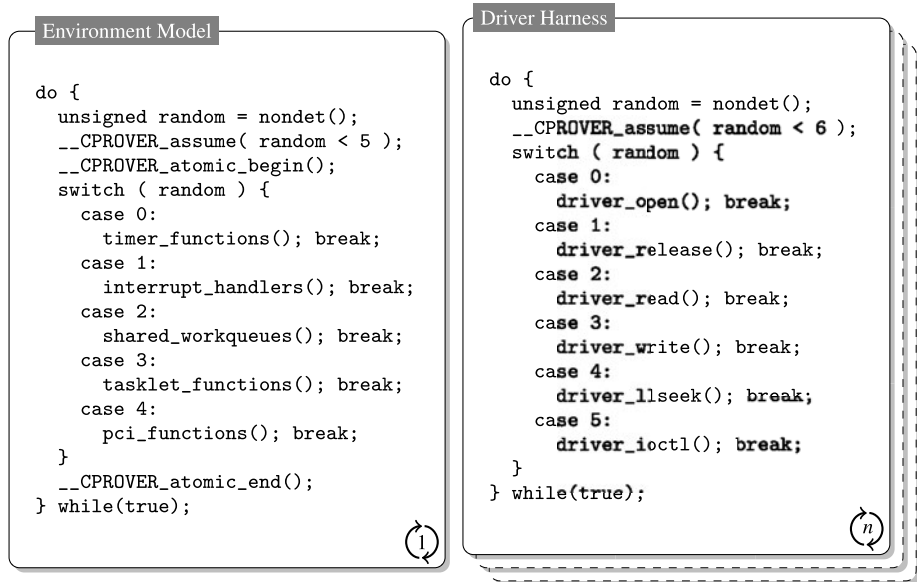 Environment Model
do {
  unsigned random = nondet();
  __CPROVER_assume( random < 5 );
  __CPROVER_atomic_begin();
  switch ( random ) {
    case 0:
      timer_functions(); break;
    case 1:
      interrupt_handlers(); break;
    case 2:
      shared_workqueues(); break;
    case 3:
      tasklet_functions(); break;
    case 4:
      pci_functions(); break;
  }
  __CPROVER_atomic_end();
} while(true);
1
Driver Harness
do {
  unsigned random = nondet();
  __CPROVER_assume( random < 6 );
  switch ( random ) {
    case 0:
      driver_open(); break;
    case 1:
      driver_release(); break;
    case 2:
      driver_read(); break;
    case 3:
      driver_write(); break;
    case 4:
      driver_llseek(); break;
    case 5:
      driver_ioctl(); break;
  }
} while(true);
n